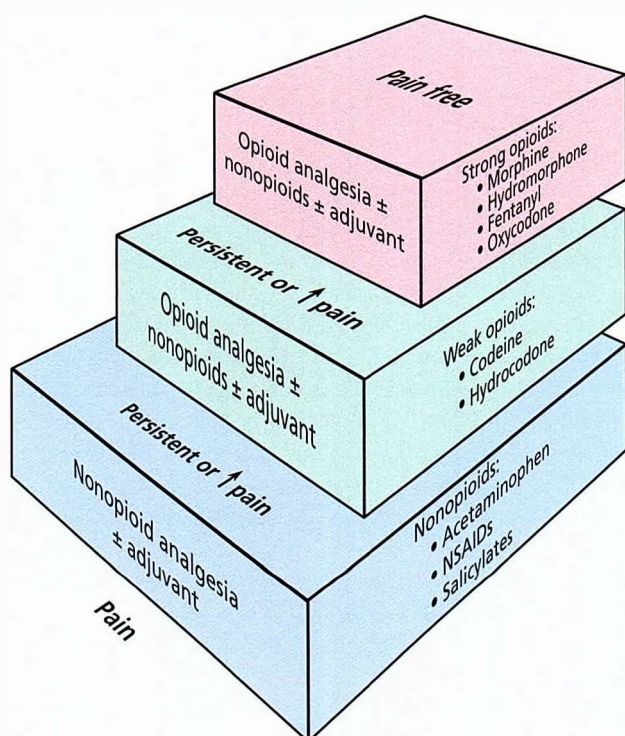 Pain free
Opioid analgesia ±
nonopioids ± adjuvant
Strong opioids:
• Morphine
• Hydromorphone
• Fentanyl
• Oxycodone
Persistent or ↑ pain
Opioid analgesia ±
nonopioids ± adjuvant
Weak opioids:
• Codeine
• Hydrocodone
Persistent or ↑ pain
Nonopioid analgesia
± adjuvant
Nonopioids:
• Acetaminophen
• NSAIDs
• Salicylates
Pain